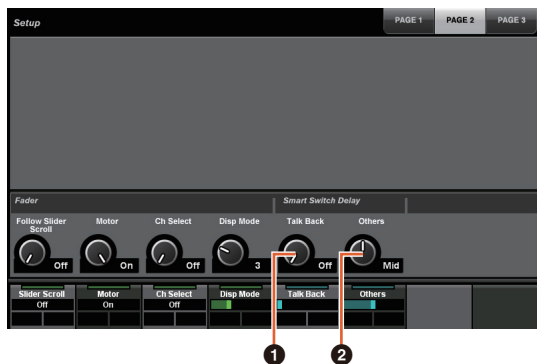 Setup PAGE 1 PAGE 2 PAGE 3
Fader Smart Switch Delay
Follow Slider Scroll Motor Ch Select Disp Mode Talk Back Others
Off On Off 3 Off Mid
Slider Scroll Motor Ch Select Disp Mode Talk Back Others
Off On Off
1 2